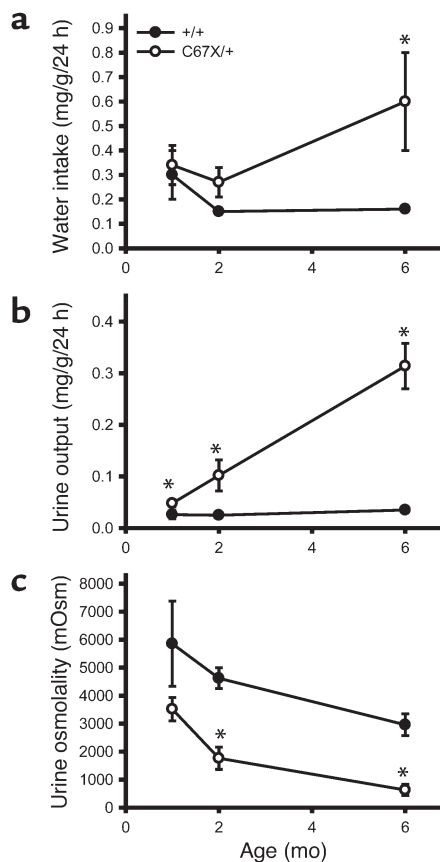 a
+/+
C67X/+
Water intake (mg/g/24 h)
0.9
0.8
0.7
0.6
0.5
0.4
0.3
0.2
0.1
0.0
*
0 2 4 6
b
Urine output (mg/g/24 h)
0.4
0.3
0.1
0.0
* * *
0 2 4 6
c
Urine osmolality (mOsm)
8000
7000
6000
5000
4000
3000
2000
1000
0
* *
0 2 4 6
Age (mo)